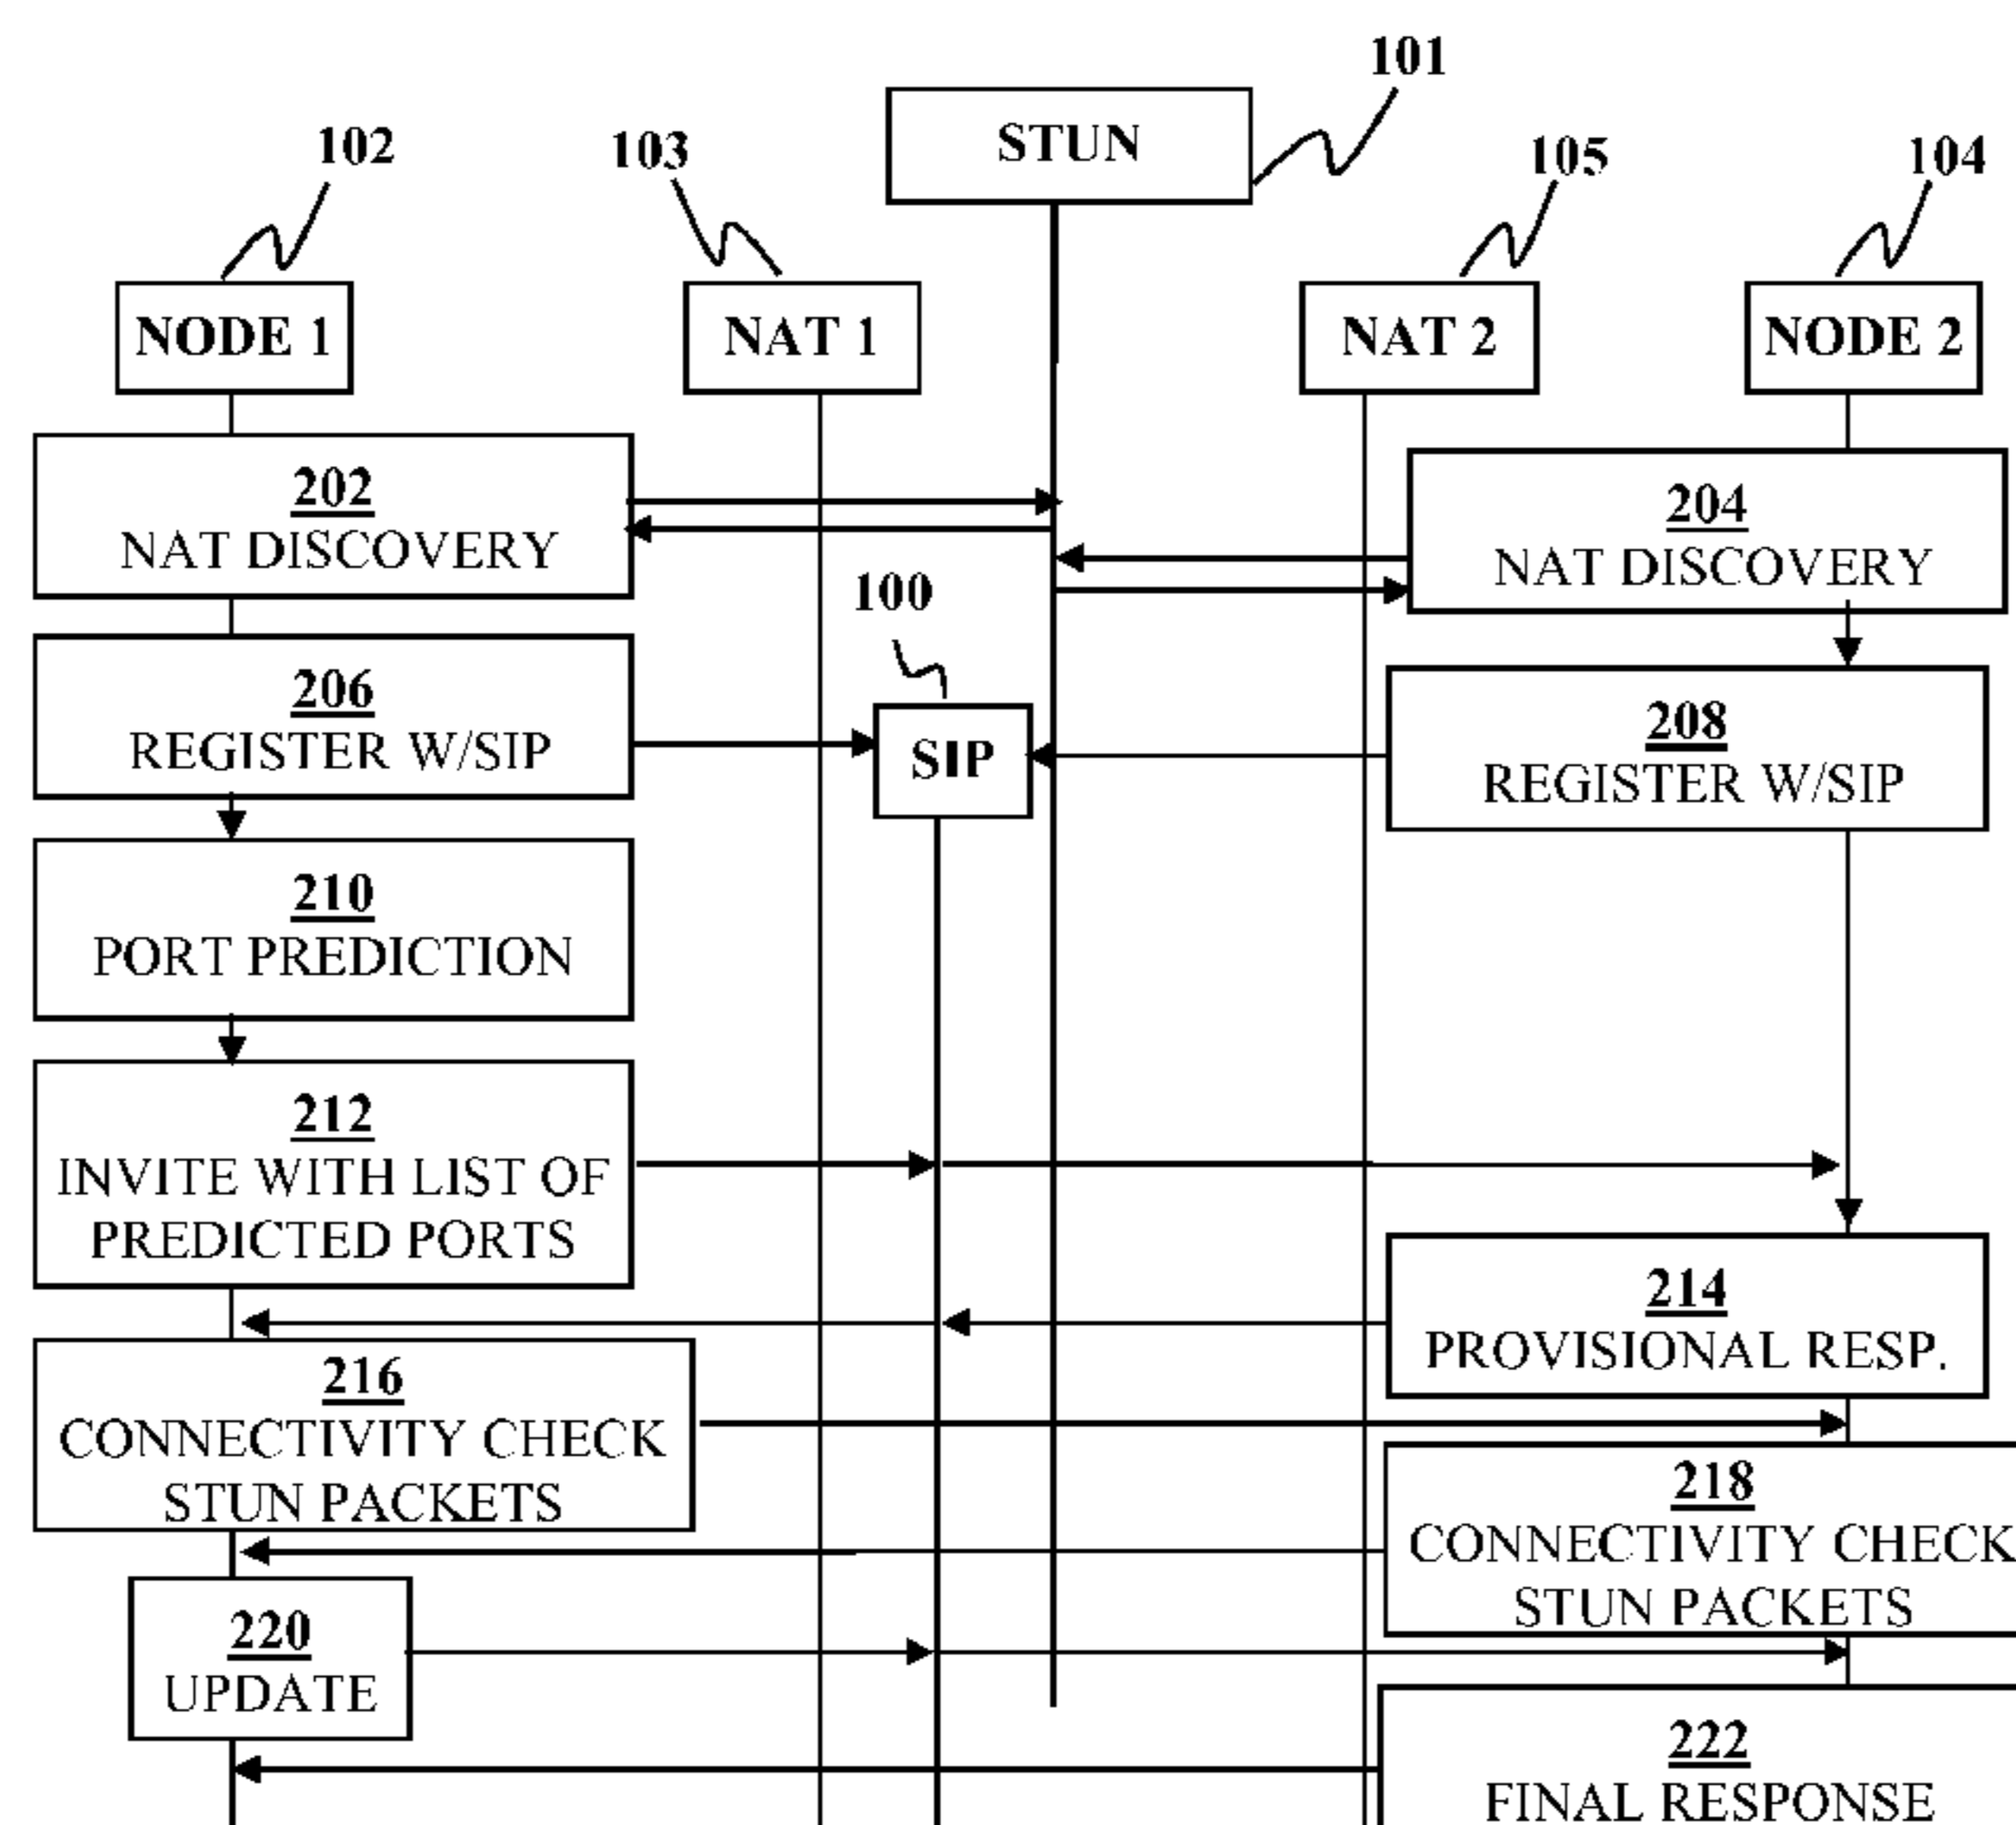 101
STUN
102
103
105
104
NODE 1
NAT 1
NAT 2
NODE 2
202
NAT DISCOVERY
204
NAT DISCOVERY
100
206
REGISTER W/SIP
SIP
208
REGISTER W/SIP
210
PORT PREDICTION
212
INVITE WITH LIST OF
PREDICTED PORTS
214
PROVISIONAL RESP.
216
CONNECTIVITY CHECK
STUN PACKETS
218
CONNECTIVITY CHECK
STUN PACKETS
220
UPDATE
222
FINAL RESPONSE